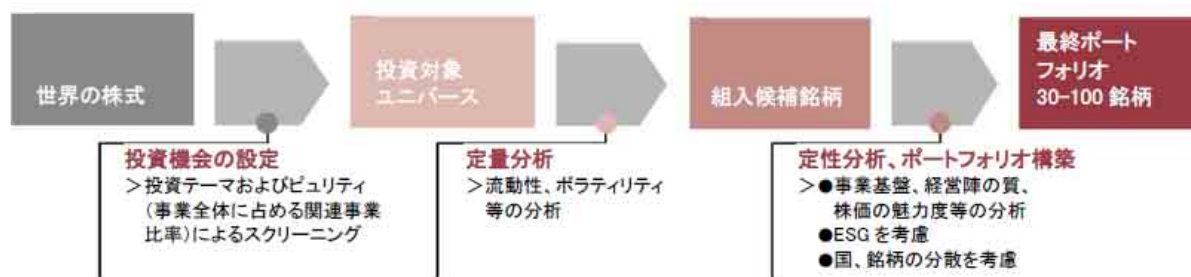 世界の株式
投資対象
ユニバース
組入候補銘柄
最終ポート
フォリオ
30-100 銘柄
投資機会の設定
＞投資テーマおよびピュリティ
（事業全体に占める関連事業
比率）によるスクリーニング
定量分析
＞流動性、ボラティリティ
等の分析
定性分析、ポートフォリオ構築
＞●事業基盤、経営陣の質、
株価の魅力度等の分析
●ESG を考慮
●国、銘柄の分散を考慮